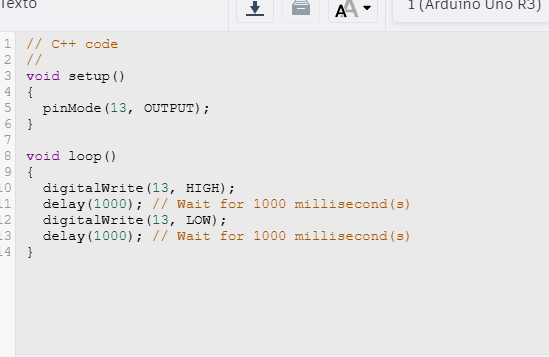 Texto
1 (Arduino Uno R3)
AA
1 // C++ code
2 //
3 void setup()
4 {
5   pinMode(13, OUTPUT);
6 }
7
8 void loop()
9 {
10   digitalWrite(13, HIGH);
11   delay(1000); // Wait for 1000 millisecond(s)
12   digitalWrite(13, LOW);
13   delay(1000); // Wait for 1000 millisecond(s)
14 }